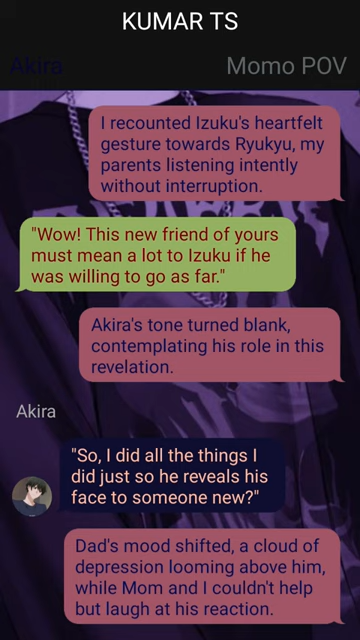 KUMAR TS
Akira
Momo POV
I recounted Izuku's heartfelt
gesture towards Ryukyu, my
parents listening intently
without interruption.
"Wow! This new friend of yours
must mean a lot to Izuku if he
was willing to go as far."
Akira's tone turned blank,
contemplating his role in this
revelation.
Akira
"So, I did all the things I
did just so he reveals his
face to someone new?"
Dad's mood shifted, a cloud of
depression looming above him,
while Mom and I couldn't help
but laugh at his reaction.